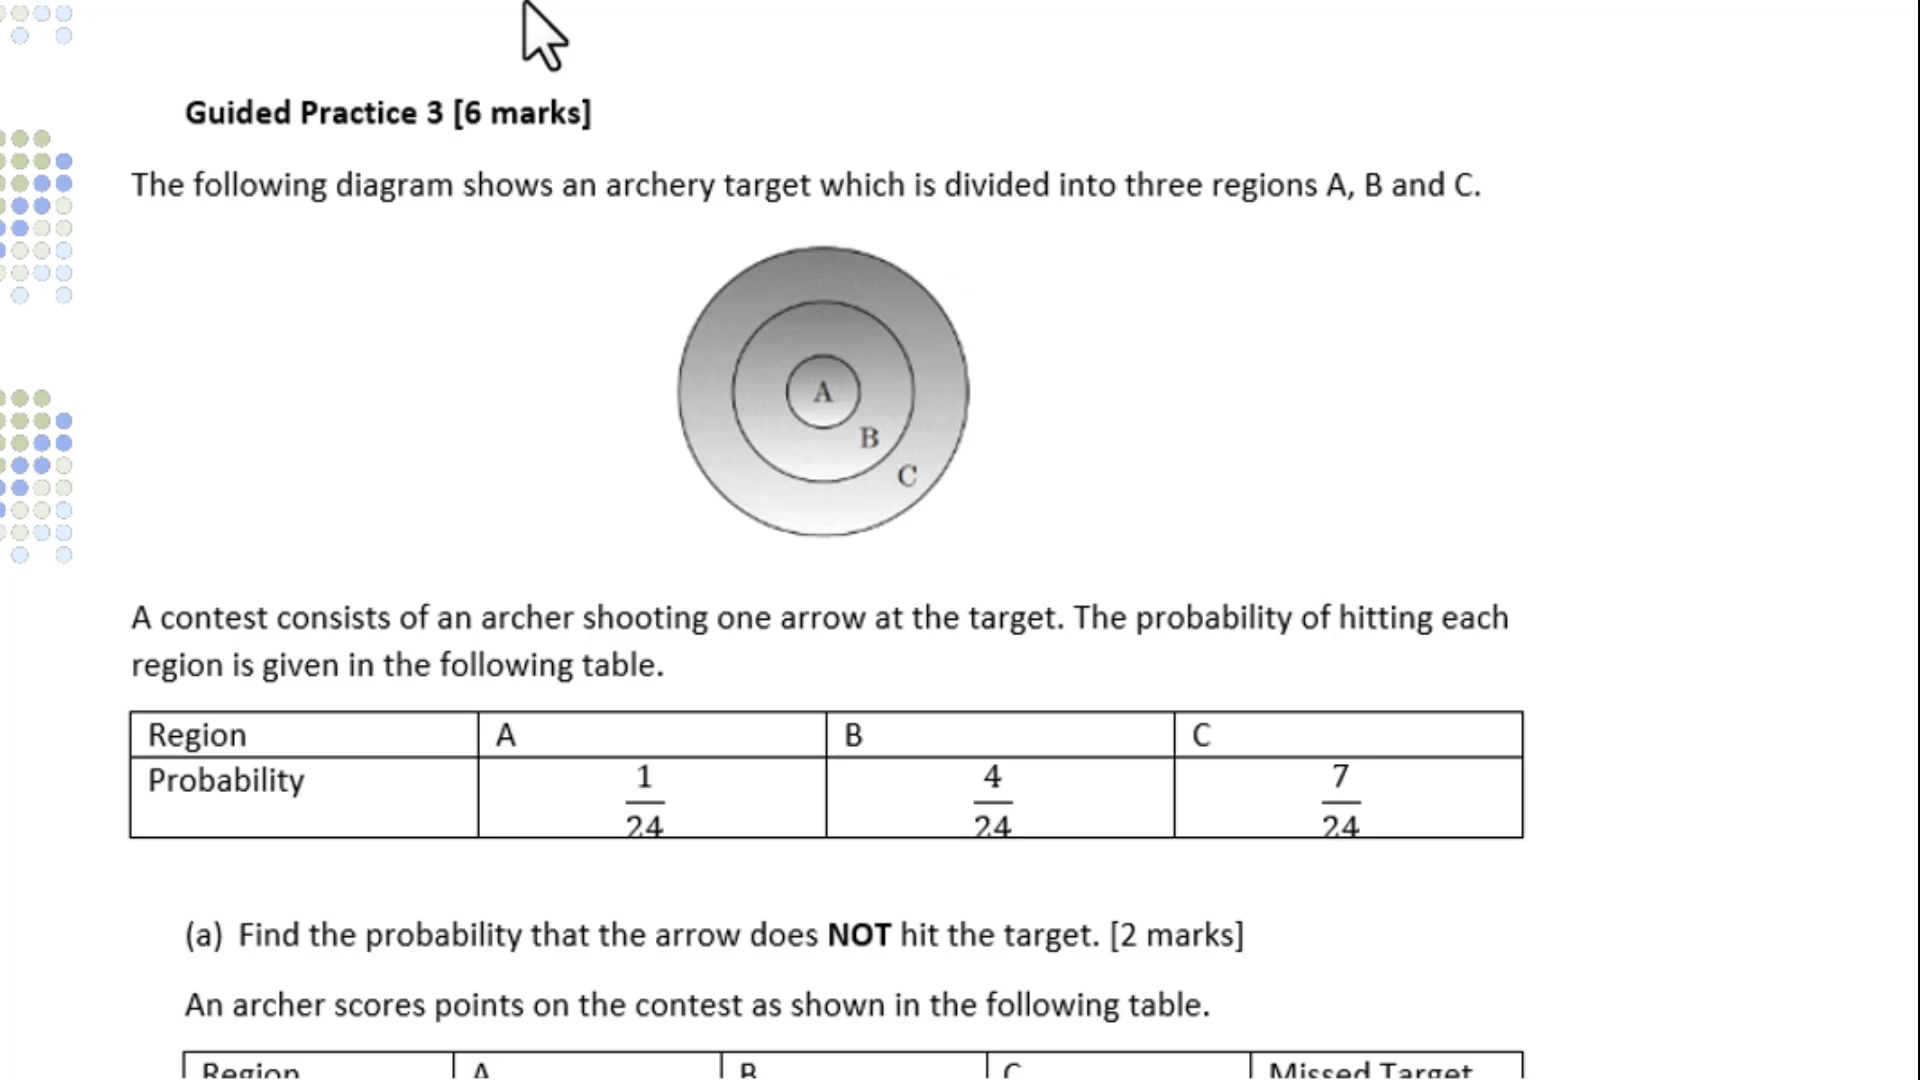 Guided Practice 3 [6 marks]
The following diagram shows an archery target which is divided into three regions A, B and C.
A
B
C
A contest consists of an archer shooting one arrow at the target. The probability of hitting each
region is given in the following table.
Region A B C
Probability 1/24 4/24 7/24
(a) Find the probability that the arrow does NOT hit the target. [2 marks]
An archer scores points on the contest as shown in the following table.
Region A B C Missed Target